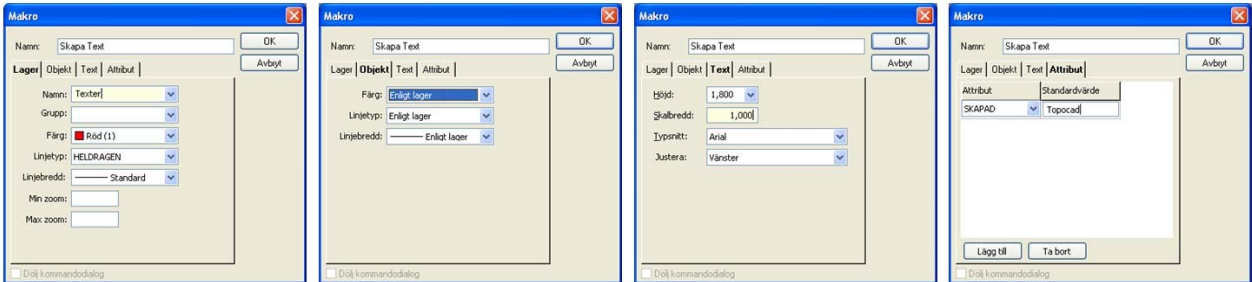 Makro
Namn: Skapa Text OK
Lager Objekt Text Attribut Avbryt
Namn: Texter
Grupp:
Färg: Röd (1)
Linjetyp: HELDRAGEN
Linjebredd: Standard
Min zoom:
Max zoom:
Dölj kommandodialog
Makro
Namn: Skapa Text OK
Lager Objekt Text Attribut Avbryt
Färg: Enligt lager
Linjetyp: Enligt lager
Linjebredd: Enligt lager
Dölj kommandodialog
Makro
Namn: Skapa Text OK
Lager Objekt Text Attribut Avbryt
Höjd: 1,800
Skalbredd: 1,000
Typsnitt: Arial
Justera: Vänster
Dölj kommandodialog
Makro
Namn: Skapa Text OK
Lager Objekt Text Attribut Avbryt
Attribut Standardvärde
SKAPAD Topocad
Lägg till Ta bort
Dölj kommandodialog